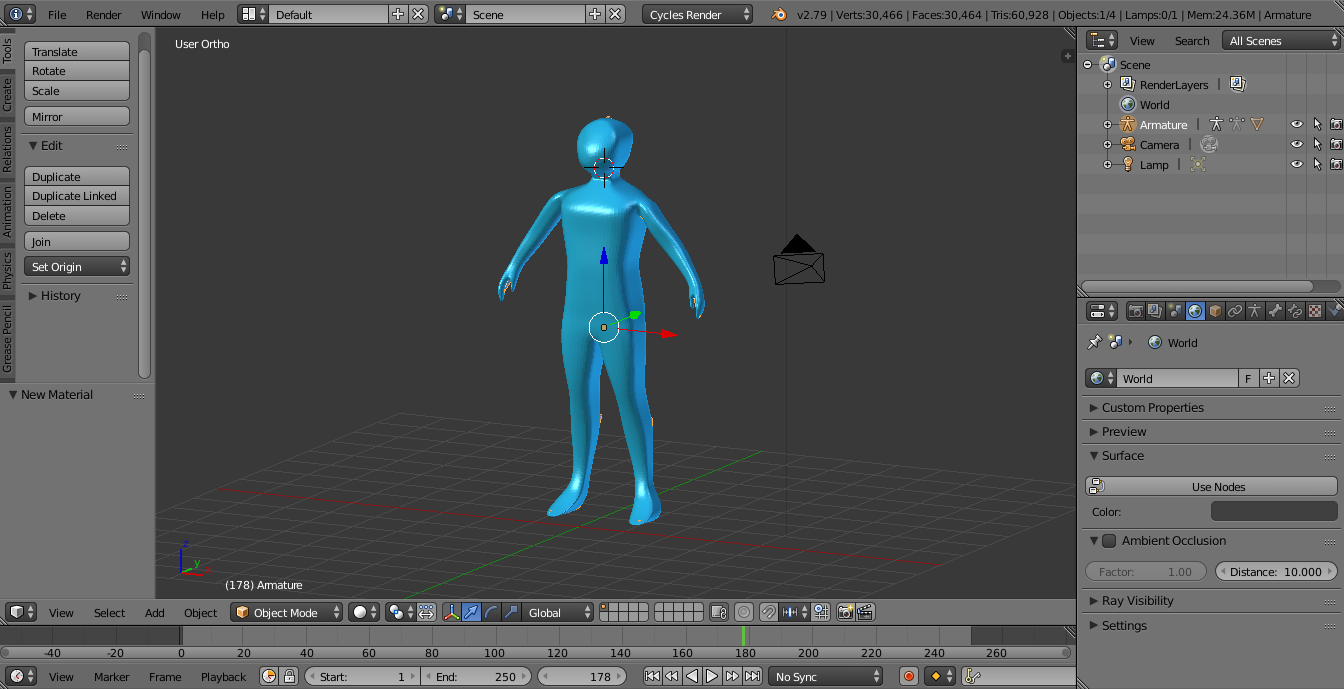 File Render Window Help Default Scene Cycles Render v2.79 | Verts:30,466 | Faces:30,464 | Tris:60,928 | Objects:1/4 | Lamps:0/1 | Mem:24.36M | Armature
Tools
Create
Relations
Animation
Physics
Grease Pencil
Translate
Rotate
Scale
Mirror
Edit
Duplicate
Duplicate Linked
Delete
Join
Set Origin
History
New Material
User Ortho
z
y
(178) Armature
View Select Add Object Object Mode Global
-40 -20 0 20 40 60 80 100 120 140 160 180 200 220 240 260
View Marker Frame Playback Start: 1 End: 250 178 No Sync
View Search All Scenes
Scene
RenderLayers |
World
Armature |
Camera |
Lamp |
World
World F
Custom Properties
Preview
Surface
Use Nodes
Color:
Ambient Occlusion
Factor: 1.00 Distance: 10.000
Ray Visibility
Settings